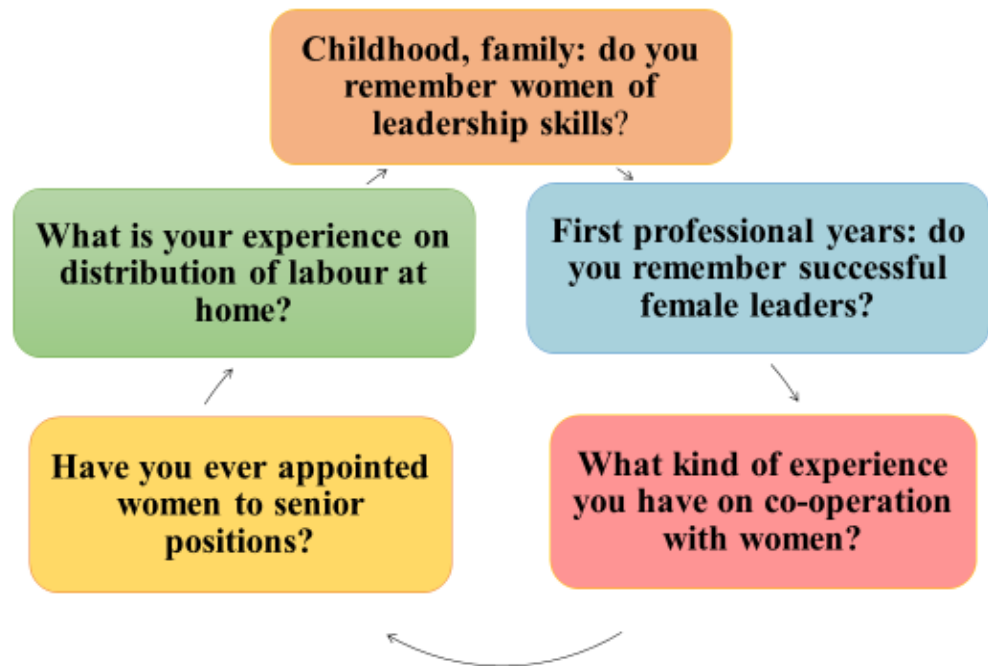 Childhood, family: do you
remember women of
leadership skills?
First professional years: do
you remember successful
female leaders?
What kind of experience
you have on co-operation
with women?
Have you ever appointed
women to senior
positions?
What is your experience on
distribution of labour at
home?